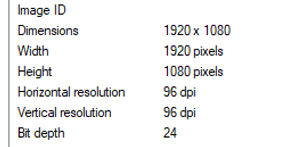 Image ID
Dimensions 1920 x 1080
Width 1920 pixels
Height 1080 pixels
Horizontal resolution 96 dpi
Vertical resolution 96 dpi
Bit depth 24